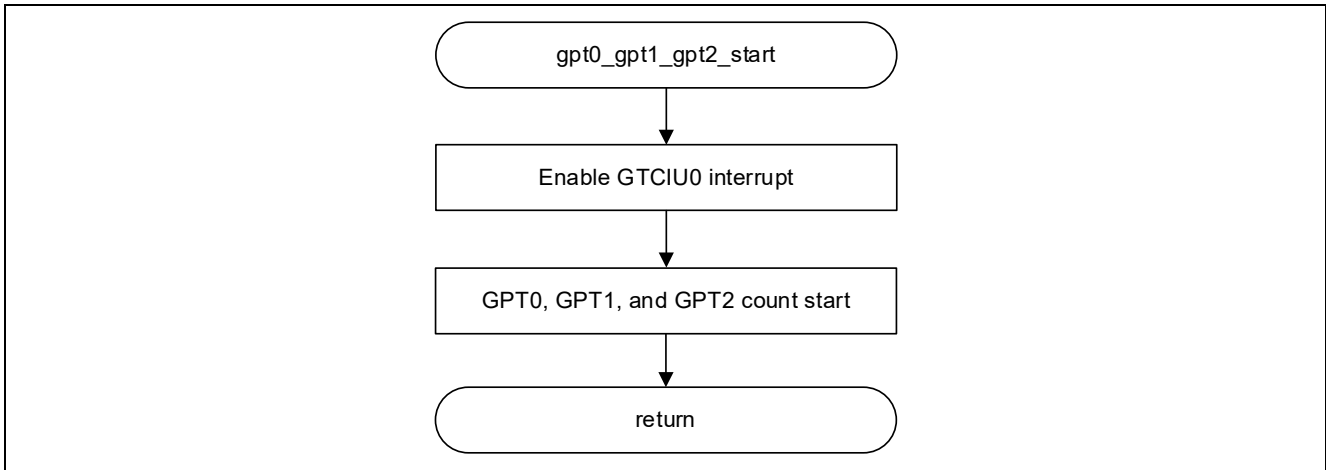 gpt0_gpt1_gpt2_start
Enable GTCIU0 interrupt
GPT0, GPT1, and GPT2 count start
return